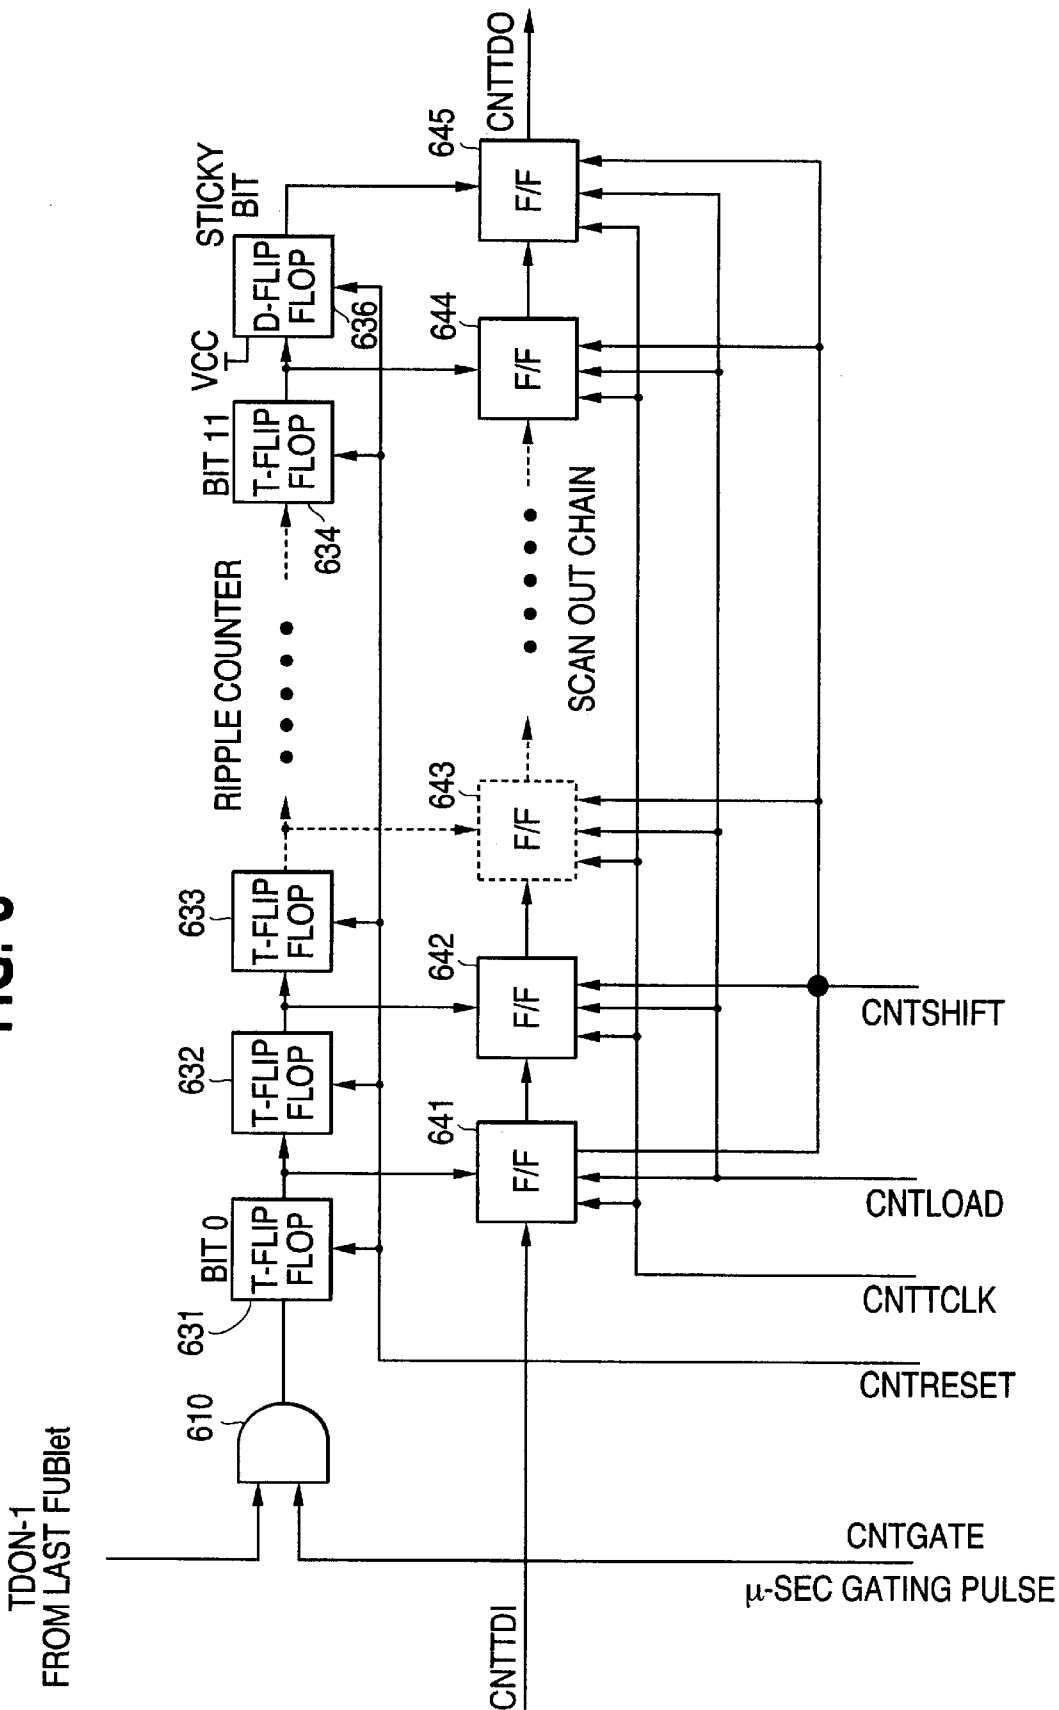 FIG. 6
TDON-1
FROM LAST FUBlet
610
631
BIT 0
T-FLIP
FLOP
632
T-FLIP
FLOP
633
T-FLIP
FLOP
RIPPLE COUNTER
634
BIT 11
T-FLIP
FLOP
VCC
D-FLIP
FLOP
636
STICKY
BIT
CNTTDI
641
F/F
642
F/F
643
F/F
SCAN OUT CHAIN
644
F/F
645
F/F
CNTTDO
CNTSHIFT
CNTLOAD
CNTTCLK
CNTRESET
CNTGATE
μ-SEC GATING PULSE